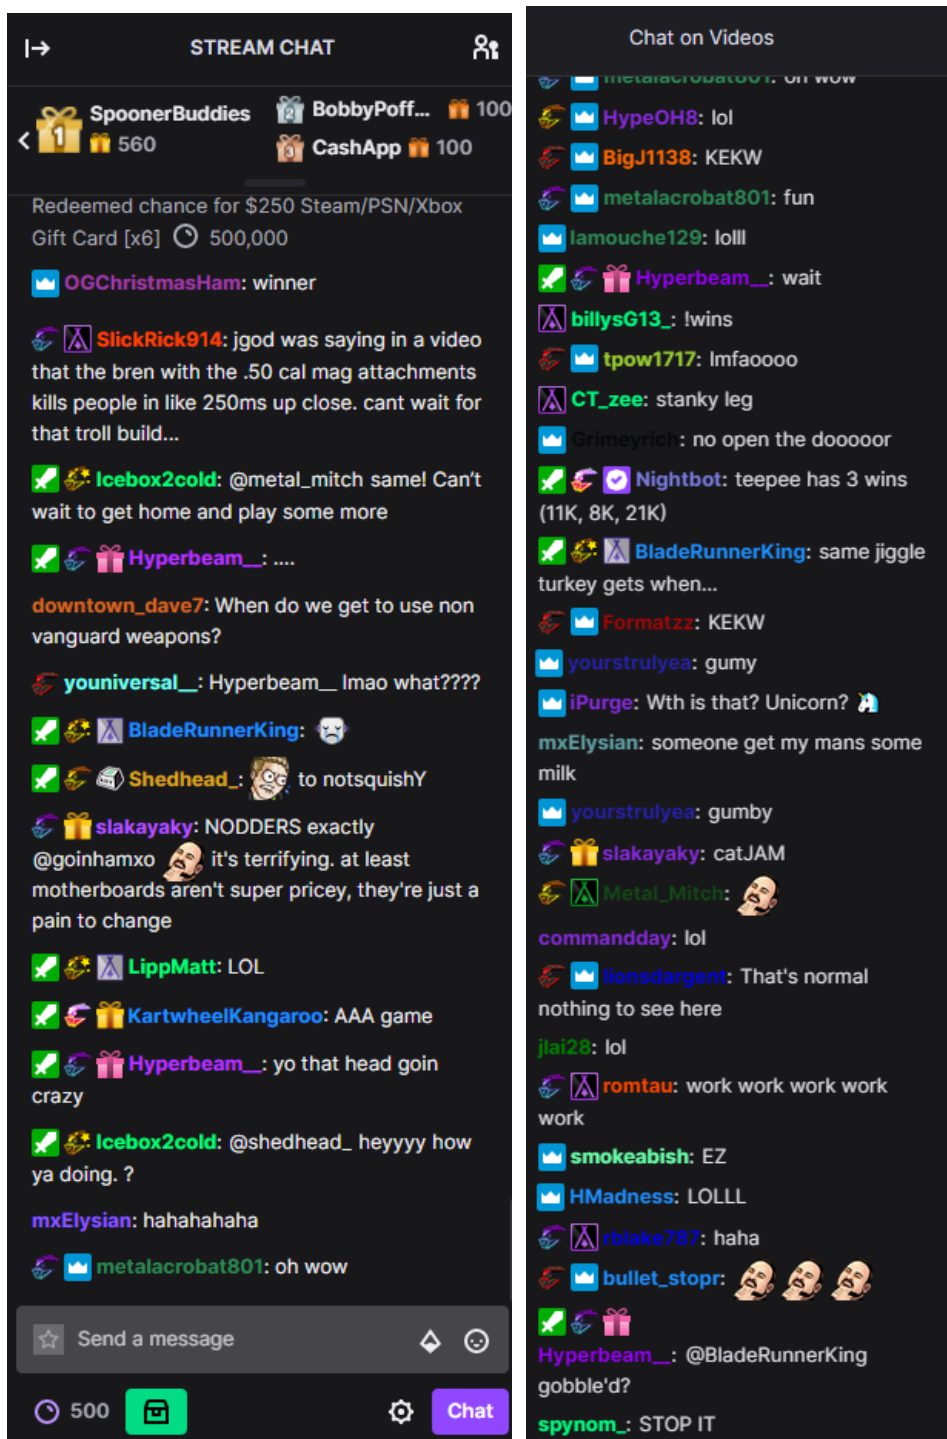 STREAM CHAT
1
SpoonerBuddies
560
2
BobbyPoff... 100
3
CashApp 100
Redeemed chance for $250 Steam/PSN/Xbox
Gift Card [x6] 500,000
OGChristmasHam: winner
SlickRick914: jgod was saying in a video
that the bren with the .50 cal mag attachments
kills people in like 250ms up close. cant wait for
that troll build...
Icebox2cold: @metal_mitch same! Can't
wait to get home and play some more
Hyperbeam__: ....
downtown_dave7: When do we get to use non
vanguard weapons?
youniversal__: Hyperbeam__ lmao what????
BladeRunnerKing:
Shedhead_: to notsquishY
slakayaky: NODDERS exactly
@goinhamxo it's terrifying. at least
motherboards aren't super pricey, they're just a
pain to change
LippMatt: LOL
KartwheelKangaroo: AAA game
Hyperbeam__: yo that head goin
crazy
Icebox2cold: @shedhead_ heyyyy how
ya doing. ?
mxElysian: hahahahaha
metalacrobat801: oh wow
Send a message
500
Chat
Chat on Videos
metalacrobat801: oh wow
HypeOH8: lol
BigJ1138: KEKW
metalacrobat801: fun
lamouche129: lolll
Hyperbeam__: wait
billysG13_: !wins
tpow1717: lmfaoooo
CT_zee: stanky leg
Grimeyrich: no open the dooooor
Nightbot: teepee has 3 wins
(11K, 8K, 21K)
BladeRunnerKing: same jiggle
turkey gets when...
Formatzz: KEKW
yourstrulyea: gumy
iPurge: Wth is that? Unicorn? 🦄
mxElysian: someone get my mans some
milk
yourstrulyea: gumby
slakayaky: catJAM
Metal_Mitch:
commandday: lol
lionsdargent: That's normal
nothing to see here
jlai28: lol
romtau: work work work work
work
smokeabish: EZ
HMadness: LOLLL
rblake787: haha
bullet_stopr:
Hyperbeam__: @BladeRunnerKing
gobble'd?
spynom_: STOP IT